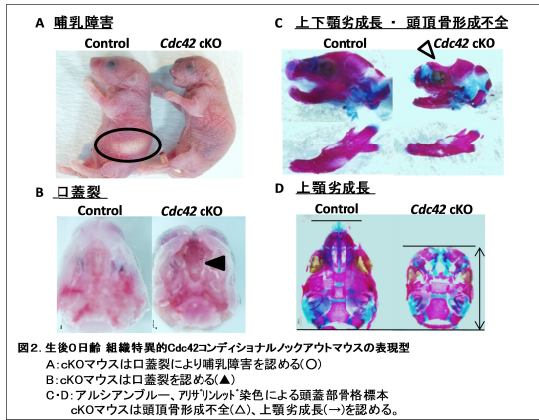 A 哺乳障害
Control Cdc42 cKO
B 口蓋裂
Control Cdc42 cKO
C 上下顎劣成長 ・ 頭頂骨形成不全
Control Cdc42 cKO
D 上顎劣成長
Control Cdc42 cKO
図2. 生後0日齢 組織特異的Cdc42コンディショナルノックアウトマウスの表現型
A:cKOマウスは口蓋裂により哺乳障害を認める(○)
B:cKOマウスは口蓋裂を認める(▲)
C・D:アルシアンブルー、アリザリンレッド染色による頭蓋部骨格標本
cKOマウスは頭頂骨形成不全(△)、上顎劣成長(→)を認める。